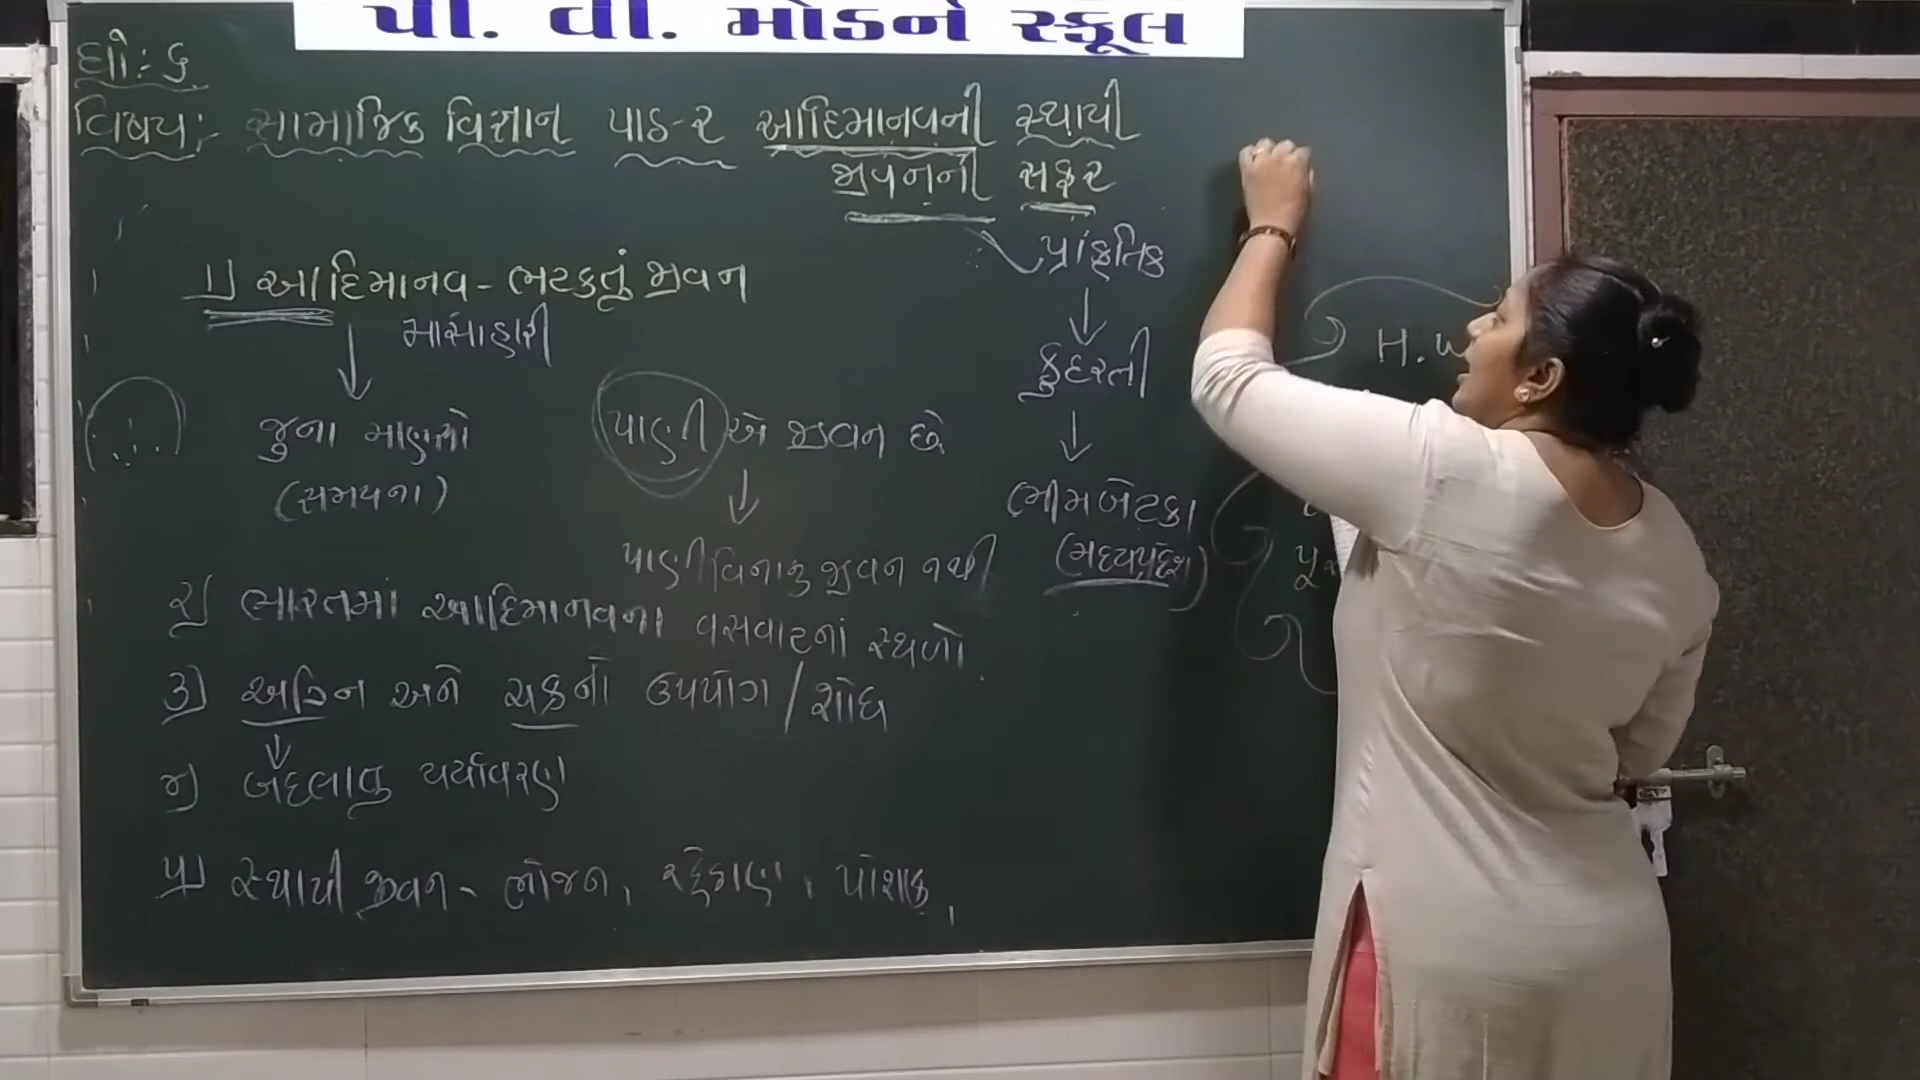 પી. વી. મોડર્ન સ્કૂલ
ધો:- ૬
વિષય:- સામાજિક વિજ્ઞાન પાઠ-૨ આદિમાનવની સ્થાયી
જીવનની સફર
૧) આદિમાનવ - ભટકતું જીવન
માંસાહારી
જુના માણસો
(સમયના)
પાણી એ જીવન છે
પાણી વિનાનુ જીવન નથી
પ્રાકૃતિક
કુદરતી
ભીમબેટકા
(મધ્યપ્રદેશ)
૨) ભારતમાં આદિમાનવના વસવાટનાં સ્થળો
૩) અગ્નિ અને ચક્રનો ઉપયોગ / શોધ
૪) બદલાતુ પર્યાવરણ
૫) સ્થાયી જીવન - ભોજન, રહેઠાણ, પોશાક,
H. W